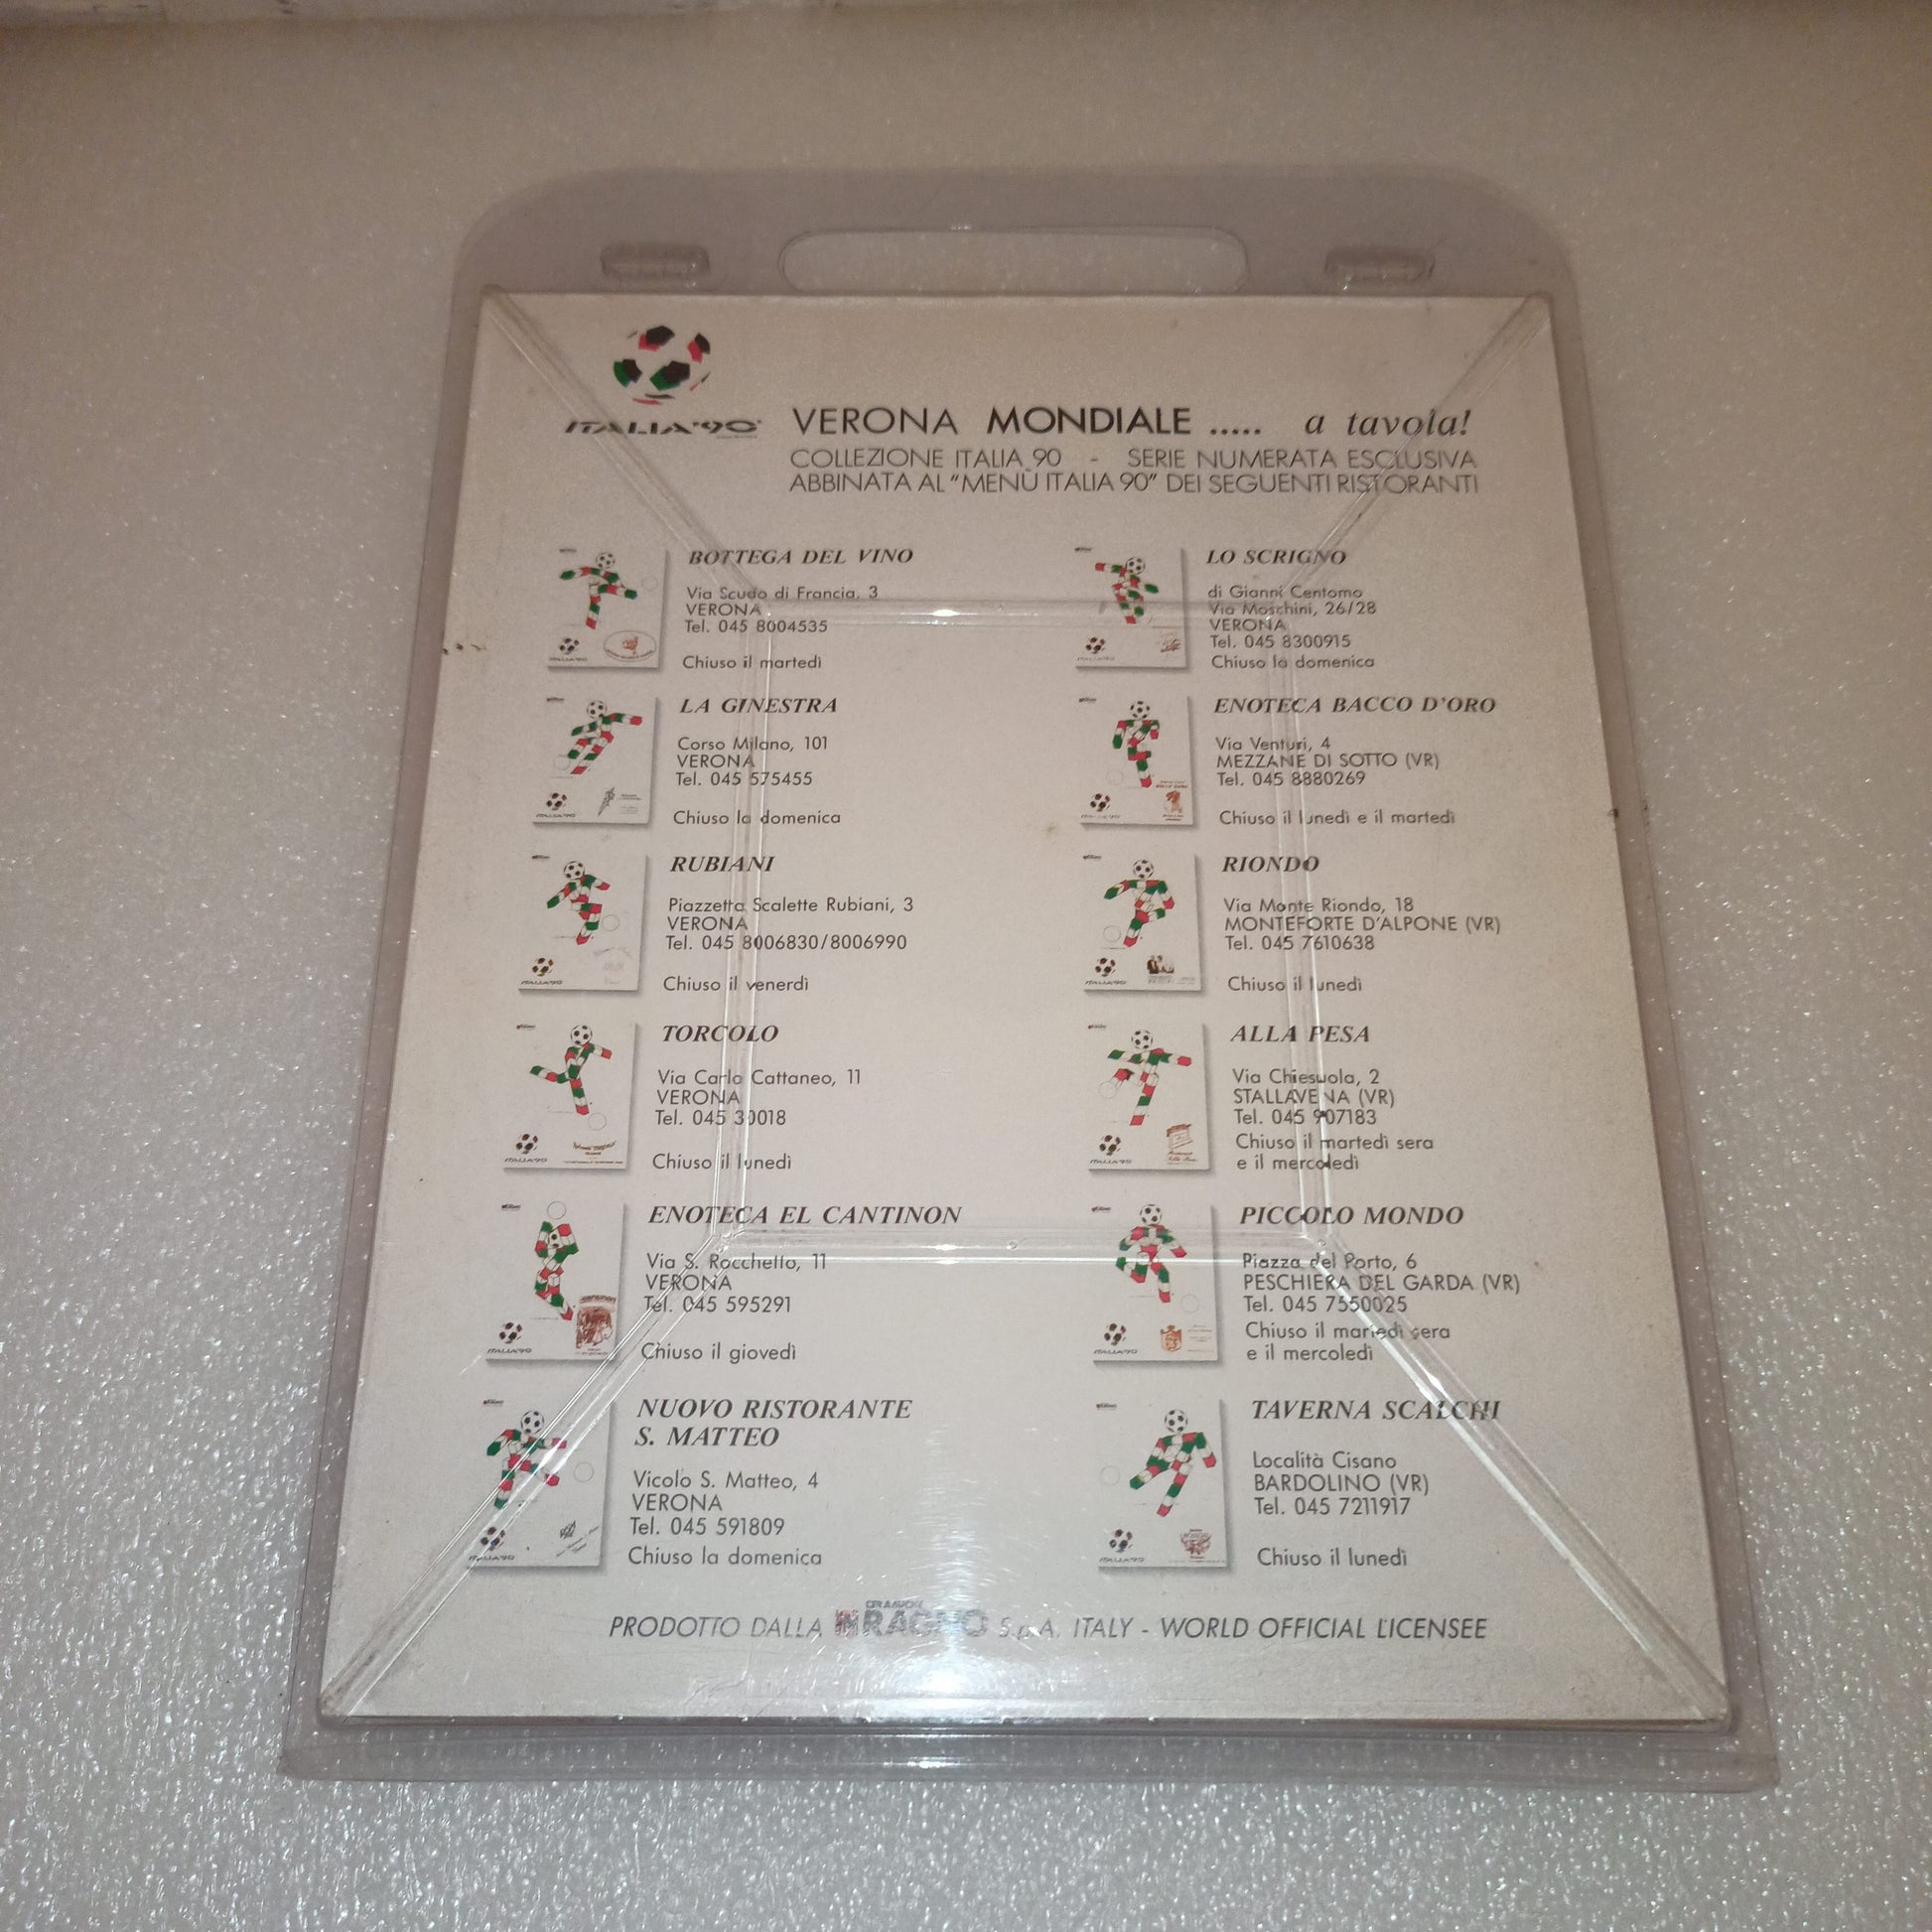 ITALIA'90
VERONA MONDIALE ..... a tavola!
COLLEZIONE ITALIA 90 - SERIE NUMERATA ESCLUSIVA
ABBINATA AL "MENÙ ITALIA 90" DEI SEGUENTI RISTORANTI
BOTTEGA DEL VINO
Via Scudo di Francia, 3
VERONA
Tel. 045 8004535
Chiuso il martedì
LA GINESTRA
Corso Milano, 101
VERONA
Tel. 045 575455
Chiuso la domenica
RUBIANI
Piazzetta Scalette Rubiani, 3
VERONA
Tel. 045 8006830/8006990
Chiuso il venerdì
TORCOLO
Via Carlo Cattaneo, 11
VERONA
Tel. 045 30018
Chiuso il lunedì
ENOTECA EL CANTINON
Via S. Rocchetto, 11
VERONA
Tel. 045 595291
Chiuso il giovedì
NUOVO RISTORANTE
S. MATTEO
Vicolo S. Matteo, 4
VERONA
Tel. 045 591809
Chiuso la domenica
LO SCRIGNO
di Gianni Centomo
Via Moschini, 26/28
VERONA
Tel. 045 8300915
Chiuso la domenica
ENOTECA BACCO D'ORO
Via Venturi, 4
MEZZANE DI SOTTO (VR)
Tel. 045 8880269
Chiuso il lunedì e il martedì
RIONDO
Via Monte Riondo, 18
MONTEFORTE D'ALPONE (VR)
Tel. 045 7610638
Chiuso il lunedì
ALLA PESA
Via Chiesuola, 2
STALLAVENA (VR)
Tel. 045 907183
Chiuso il martedì sera
e il mercoledì
PICCOLO MONDO
Piazza del Porto, 6
PESCHIERA DEL GARDA (VR)
Tel. 045 7550025
Chiuso il martedì sera
e il mercoledì
TAVERNA SCALCHI
Località Cisano
BARDOLINO (VR)
Tel. 045 7211917
Chiuso il lunedì
PRODOTTO DALLA CERAMICHE RAGNO S.p.A. ITALY - WORLD OFFICIAL LICENSEE